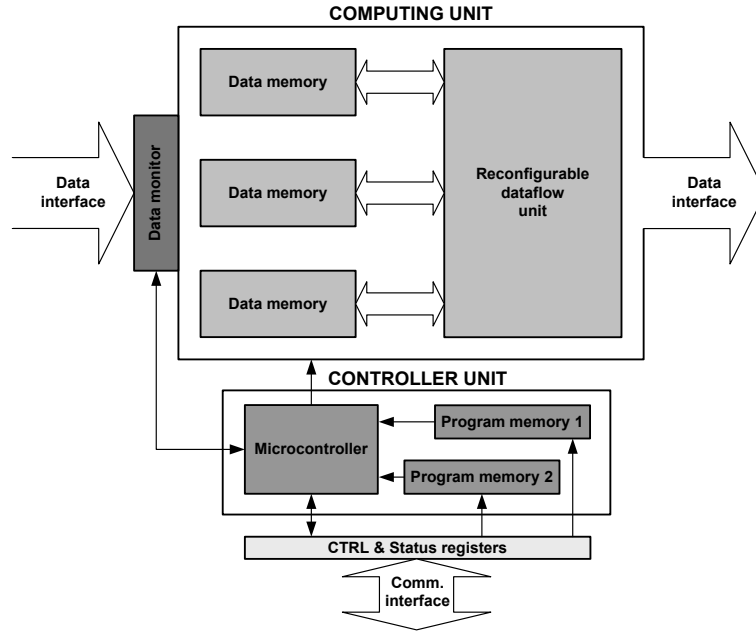 COMPUTING UNIT
Data memory
Data memory
Data memory
Reconfigurable
dataflow
unit
Data
interface
Data monitor
Data
interface
CONTROLLER UNIT
Microcontroller
Program memory 1
Program memory 2
CTRL & Status registers
Comm.
interface